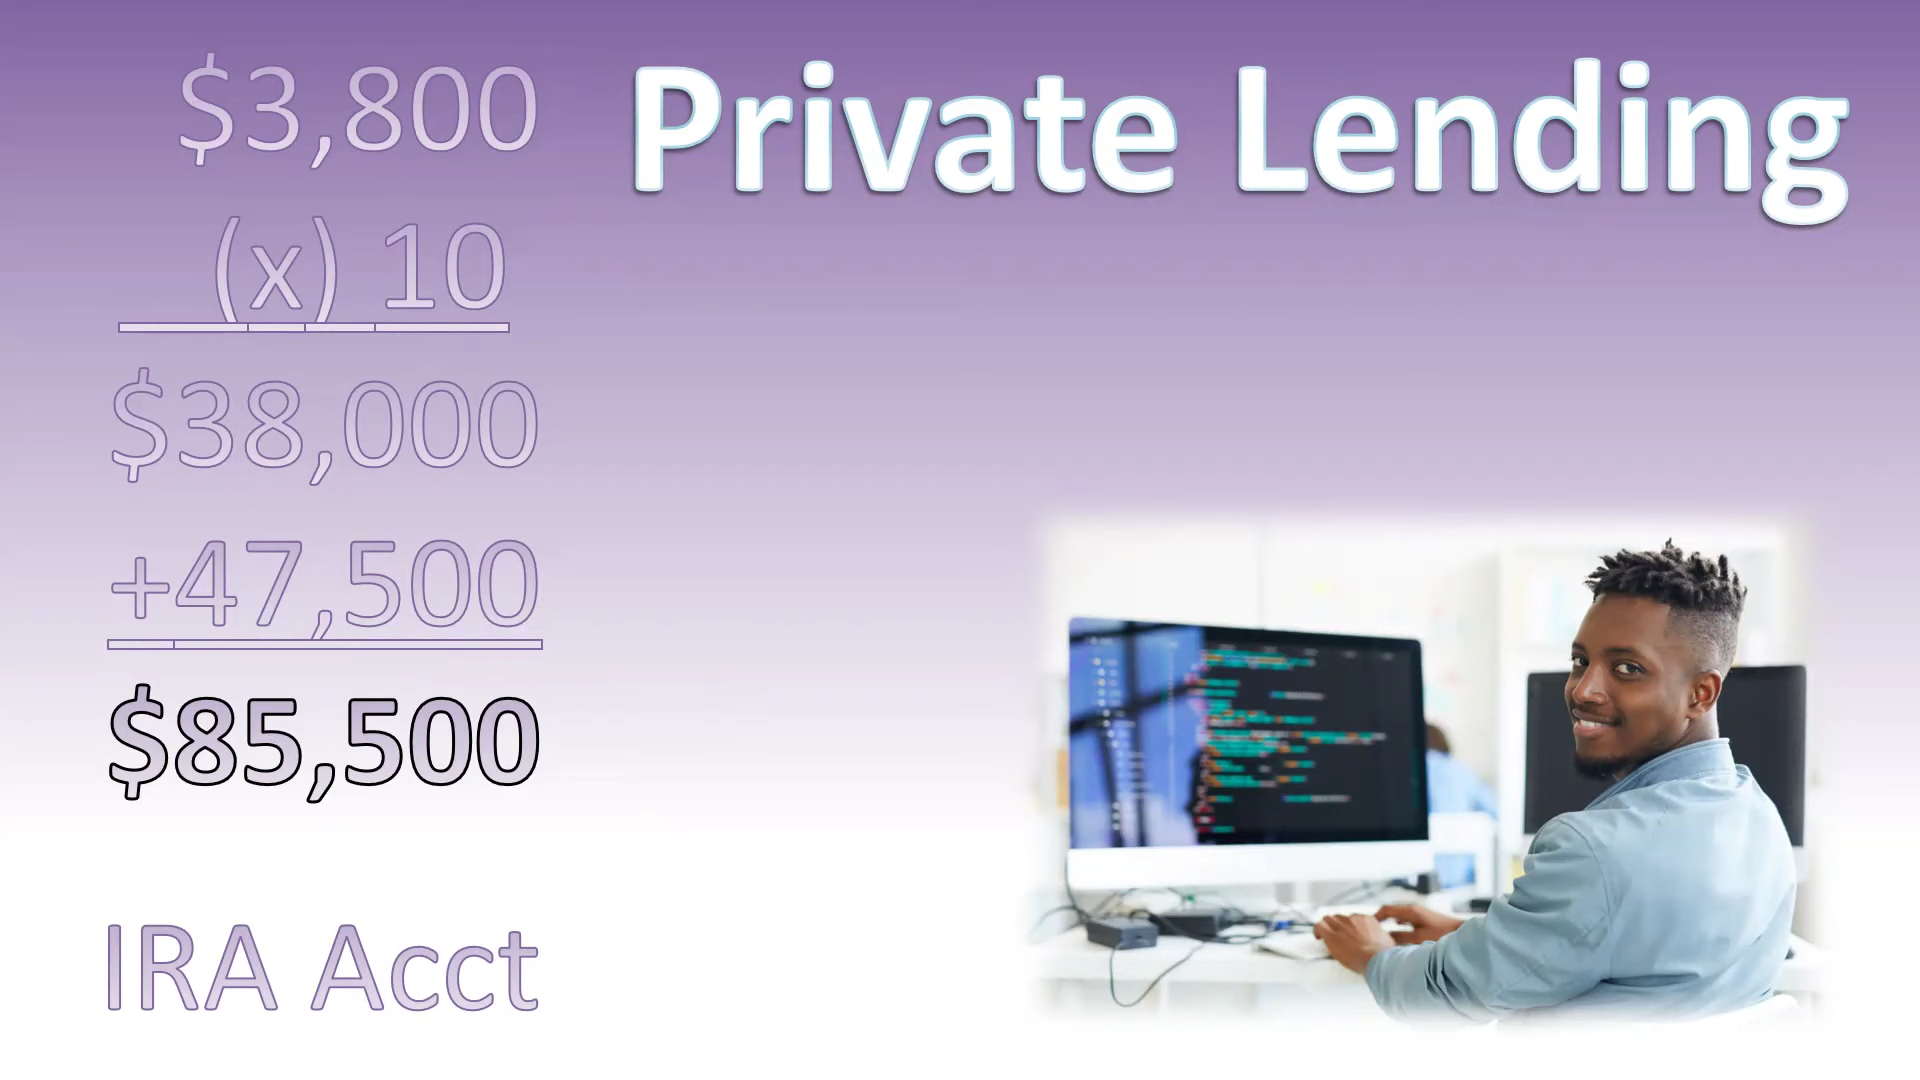 Private Lending
$3,800
(x) 10
$38,000
+47,500
$85,500
IRA Acct